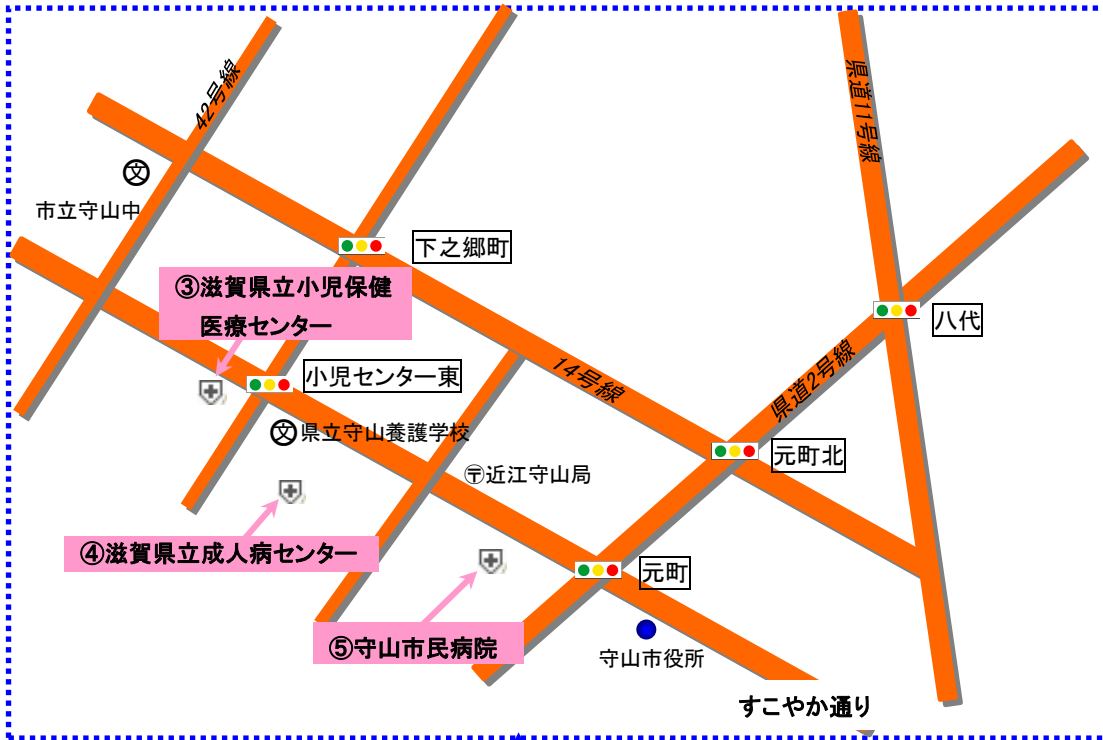 42号線
県道11号線
市立守山中
下之郷町
③滋賀県立小児保健
医療センター
八代
小児センター東
14号線
県道2号線
県立守山養護学校
元町北
〒近江守山局
④滋賀県立成人病センター
元町
⑤守山市民病院
守山市役所
すこやか通り
文
文